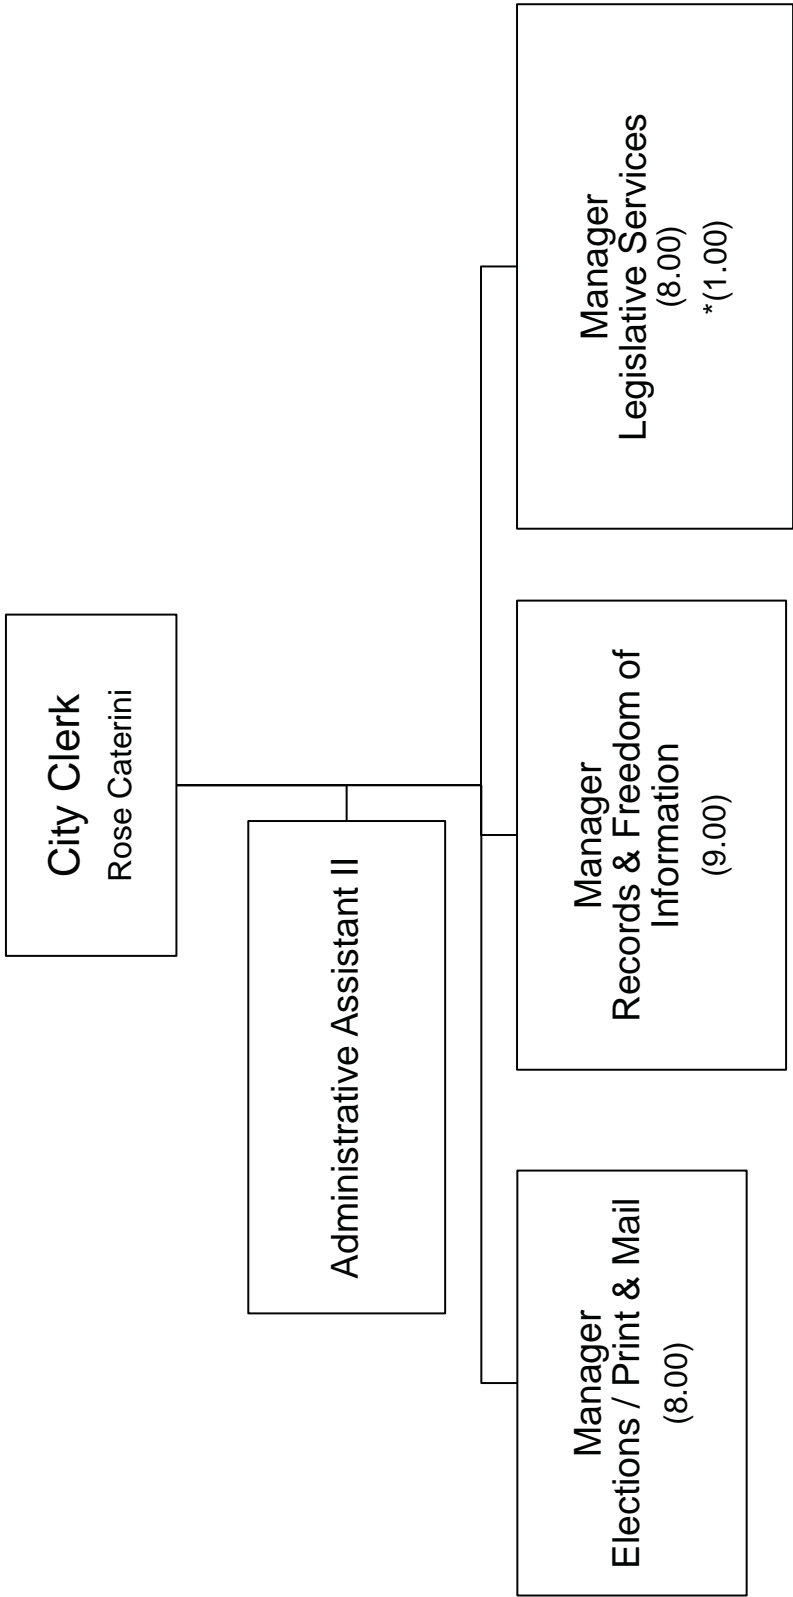 City Clerk
Rose Caterini
Administrative Assistant II
Manager
Elections / Print & Mail
(8.00)
Manager
Records & Freedom of
Information
(9.00)
Manager
Legislative Services
(8.00)
*(1.00)